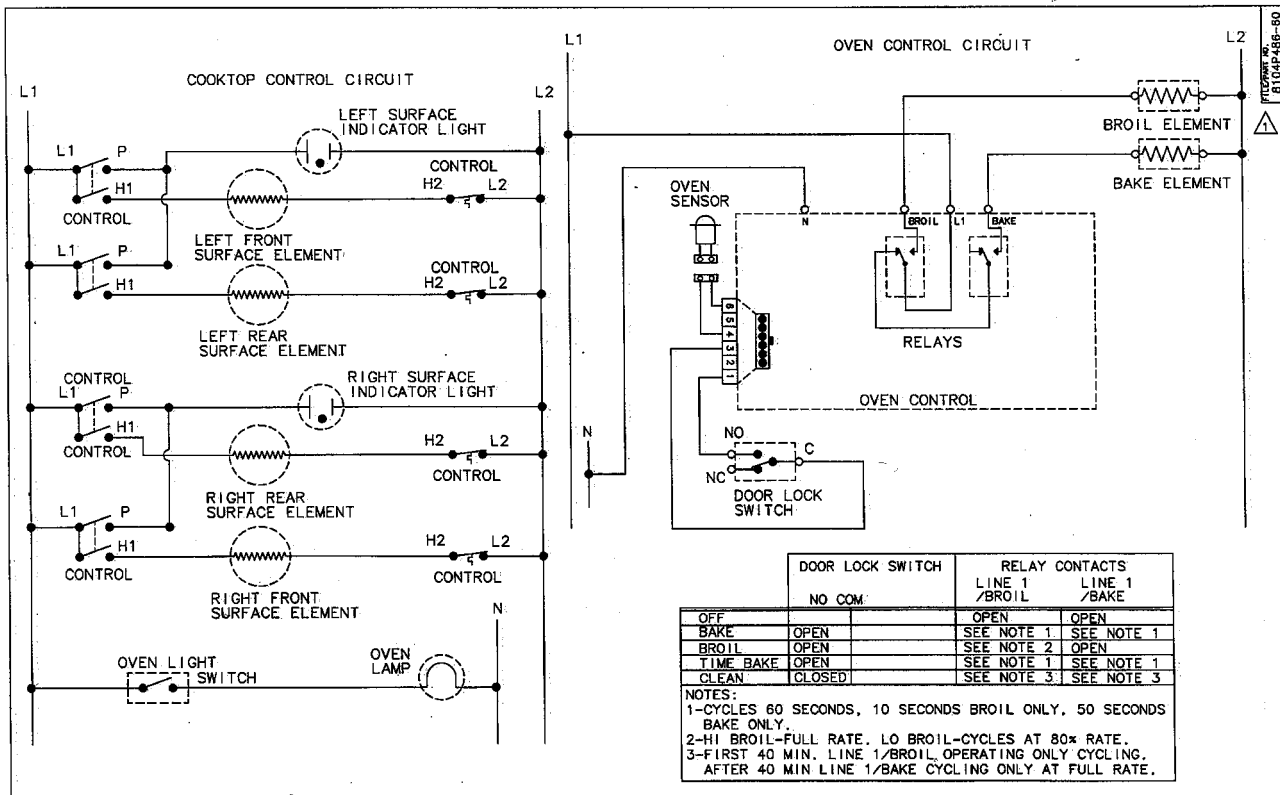 COOKTOP CONTROL CIRCUIT
L1
L2
LEFT SURFACE
INDICATOR LIGHT
L1
P
H1
CONTROL
CONTROL
H2
L2
LEFT FRONT
SURFACE ELEMENT
L1
P
H1
CONTROL
H2
L2
LEFT REAR
SURFACE ELEMENT
CONTROL
L1
P
H1
CONTROL
RIGHT SURFACE
INDICATOR LIGHT
H2
L2
CONTROL
RIGHT REAR
SURFACE ELEMENT
L1
P
H1
CONTROL
H2
L2
CONTROL
RIGHT FRONT
SURFACE ELEMENT
N
OVEN LIGHT
SWITCH
OVEN
LAMP
L1
OVEN CONTROL CIRCUIT
L2
FILE/PART NO.
8104P486-60
1
BROIL ELEMENT
BAKE ELEMENT
OVEN
SENSOR
N
BROIL
L1
BAKE
RELAYS
6
5
4
3
2
1
OVEN CONTROL
N
NO
C
NC
DOOR LOCK
SWITCH
DOOR LOCK SWITCH
RELAY CONTACTS
NO COM
LINE 1
/BROIL
LINE 1
/BAKE
OFF OPEN OPEN
BAKE OPEN SEE NOTE 1 SEE NOTE 1
BROIL OPEN SEE NOTE 2 OPEN
TIME BAKE OPEN SEE NOTE 1 SEE NOTE 1
CLEAN CLOSED SEE NOTE 3 SEE NOTE 3
NOTES:
1-CYCLES 60 SECONDS, 10 SECONDS BROIL ONLY, 50 SECONDS
BAKE ONLY.
2-HI BROIL-FULL RATE. LO BROIL-CYCLES AT 80% RATE.
3-FIRST 40 MIN. LINE 1/BROIL OPERATING ONLY CYCLING.
AFTER 40 MIN LINE 1/BAKE CYCLING ONLY AT FULL RATE.